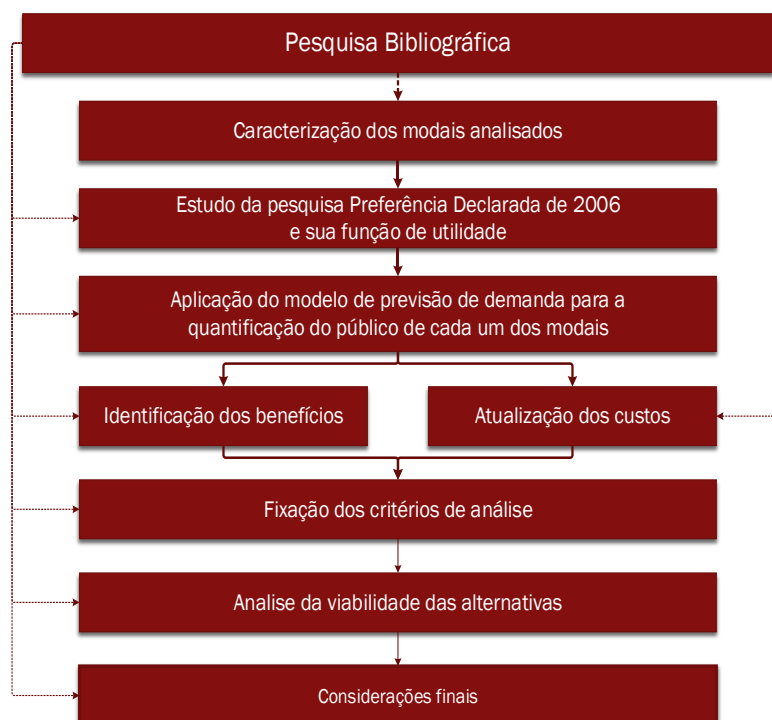 Pesquisa Bibliográfica
Caracterização dos modais analisados
Estudo da pesquisa Preferência Declarada de 2006
e sua função de utilidade
Aplicação do modelo de previsão de demanda para a
quantificação do público de cada um dos modais
Identificação dos benefícios
Atualização dos custos
Fixação dos critérios de análise
Analise da viabilidade das alternativas
Considerações finais